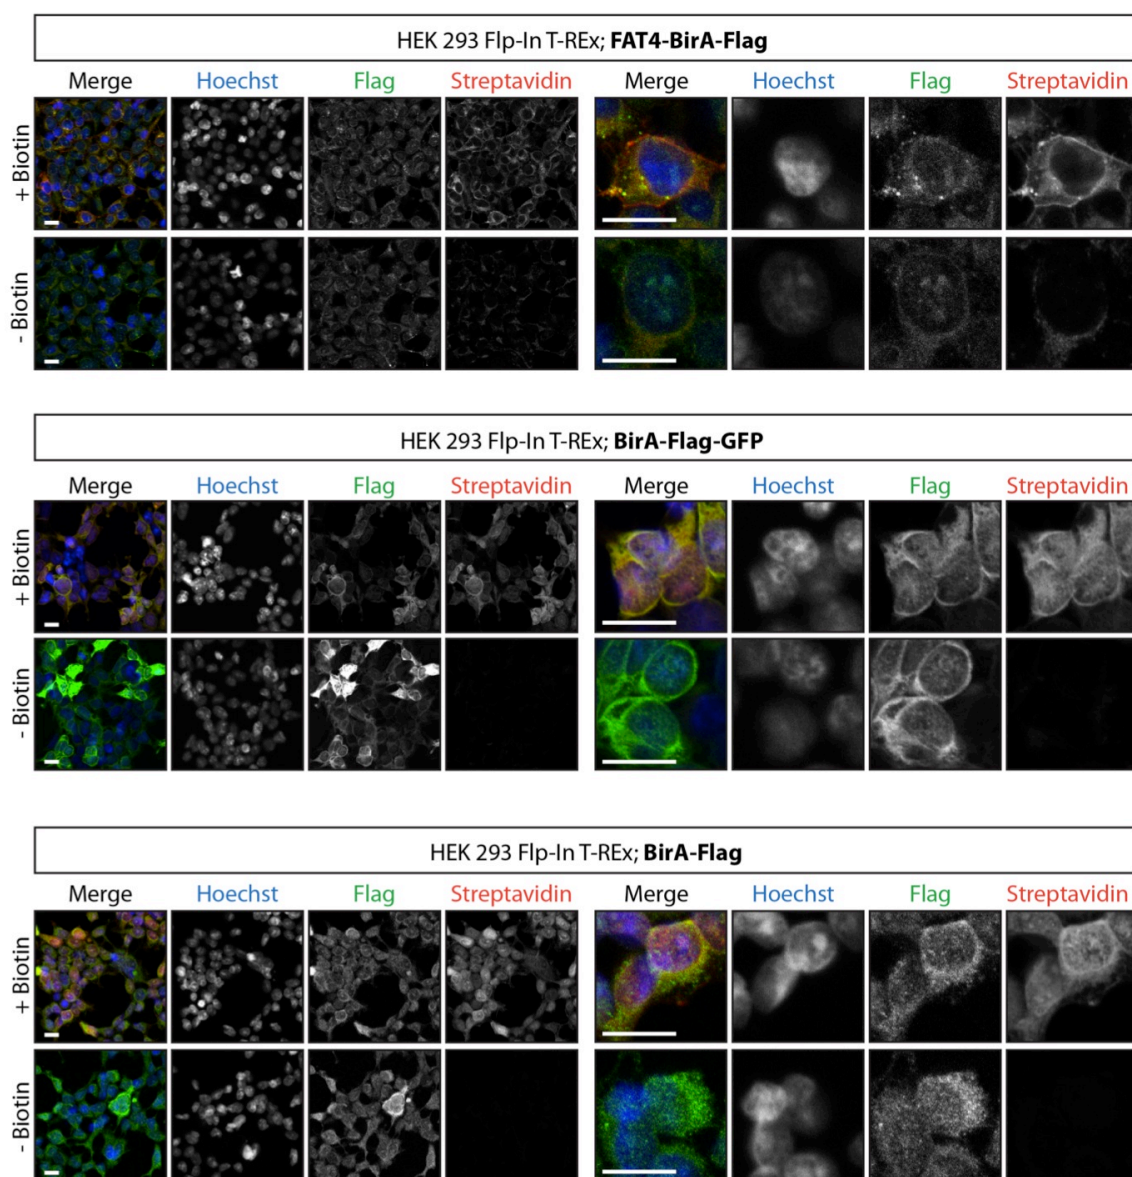 HEK 293 Flp-In T-REx; FAT4-BirA-Flag
Merge Hoechst Flag Streptavidin Merge Hoechst Flag Streptavidin
+ Biotin
- Biotin
HEK 293 Flp-In T-REx; BirA-Flag-GFP
Merge Hoechst Flag Streptavidin Merge Hoechst Flag Streptavidin
+ Biotin
- Biotin
HEK 293 Flp-In T-REx; BirA-Flag
Merge Hoechst Flag Streptavidin Merge Hoechst Flag Streptavidin
+ Biotin
- Biotin